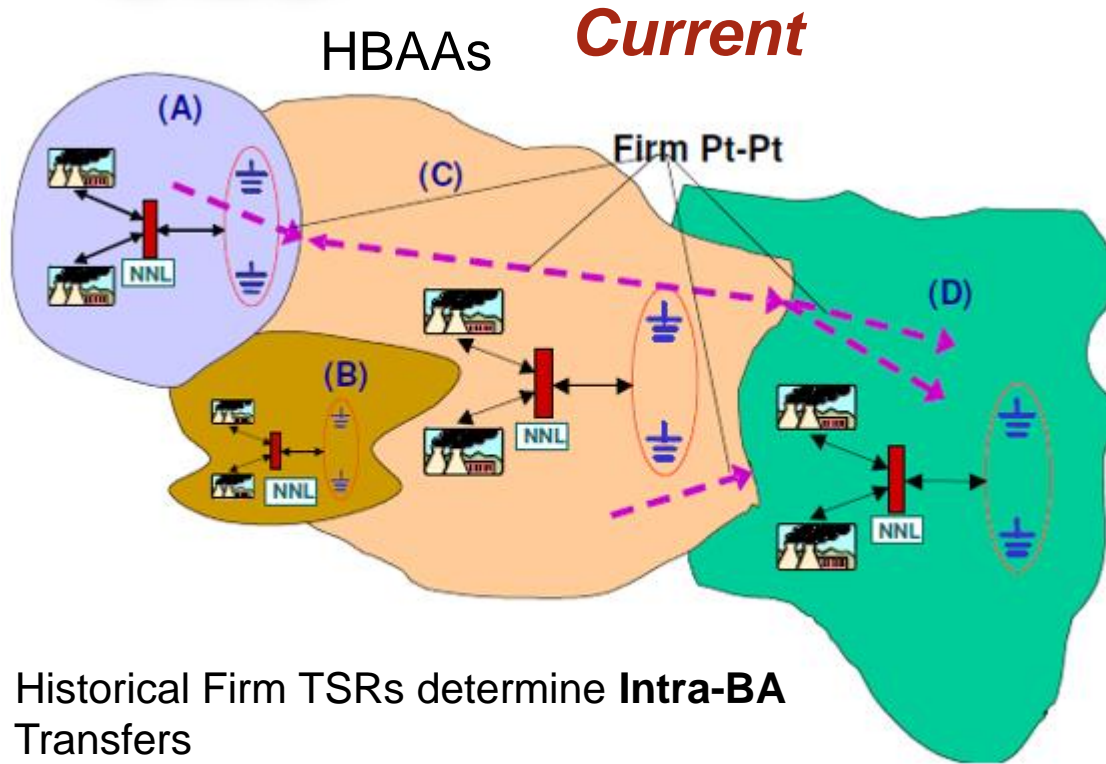 HBAAs
Current
(A)
Firm Pt-Pt
(C)
NNL
(D)
(B)
NNL
NNL
NNL
Historical Firm TSRs determine Intra-BA
Transfers